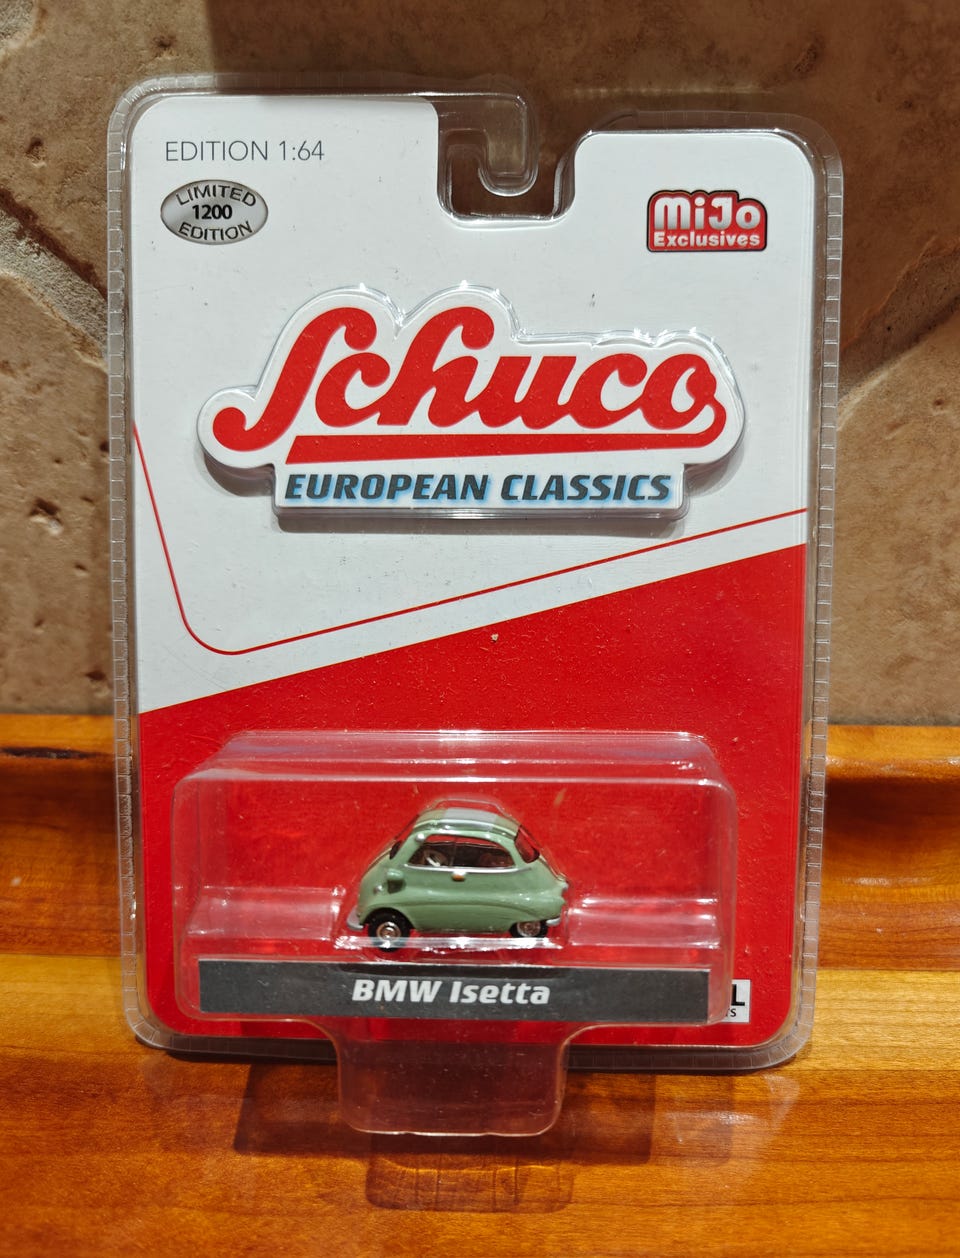 EDITION 1:64
LIMITED
1200
EDITION
MiJo
Exclusives
Schuco
EUROPEAN CLASSICS
BMW Isetta